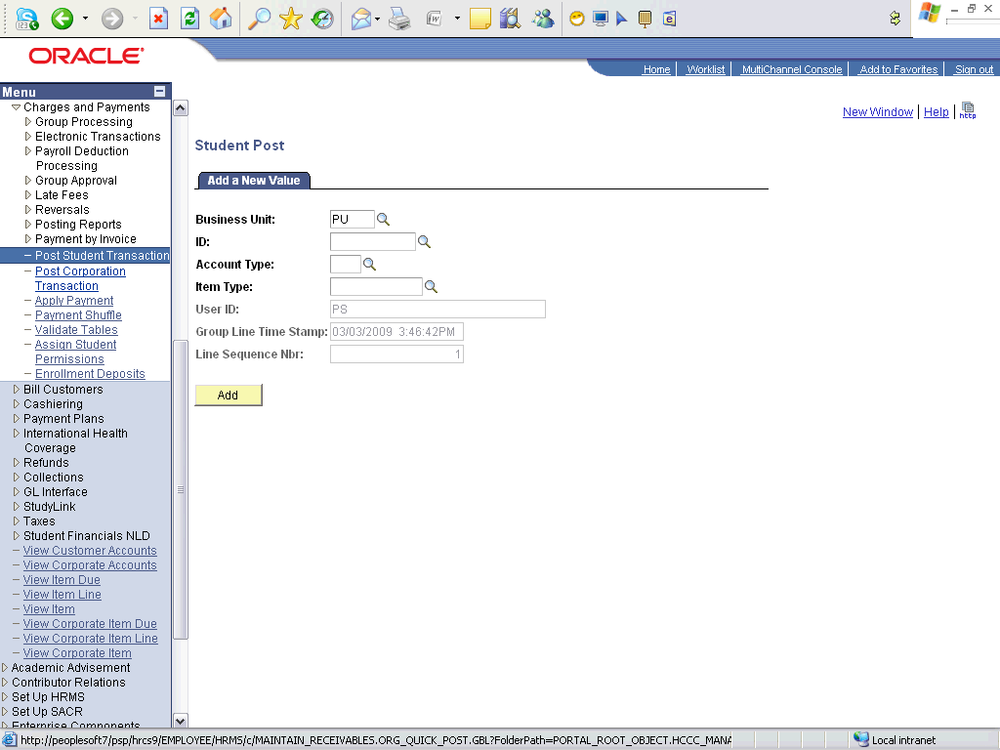 ORACLE
Home
Worklist
MultiChannel Console
Add to Favorites
Sign out
Menu
Charges and Payments
Group Processing
Electronic Transactions
Payroll Deduction
Processing
Group Approval
Late Fees
Reversals
Posting Reports
Payment by Invoice
Post Student Transaction
Post Corporation
Transaction
Apply Payment
Payment Shuffle
Validate Tables
Assign Student
Permissions
Enrollment Deposits
Bill Customers
Cashiering
Payment Plans
International Health
Coverage
Refunds
Collections
GL Interface
StudyLink
Taxes
Student Financials NLD
View Customer Accounts
View Corporate Accounts
View Item Due
View Item Line
View Item
View Corporate Item Due
View Corporate Item Line
View Corporate Item
Academic Advisement
Contributor Relations
Set Up HRMS
Set Up SACR
Enterprise Components
New Window | Help |
http
Student Post
Add a New Value
Business Unit: PU
ID:
Account Type:
Item Type:
User ID: PS
Group Line Time Stamp: 03/03/2009 3:46:42PM
Line Sequence Nbr: 1
Add
http://peoplesoft7/psp/hrcs9/EMPLOYEE/HRMS/c/MAINTAIN_RECEIVABLES.ORG_QUICK_POST.GBL?FolderPath=PORTAL_ROOT_OBJECT.HCCC_MANA
Local intranet